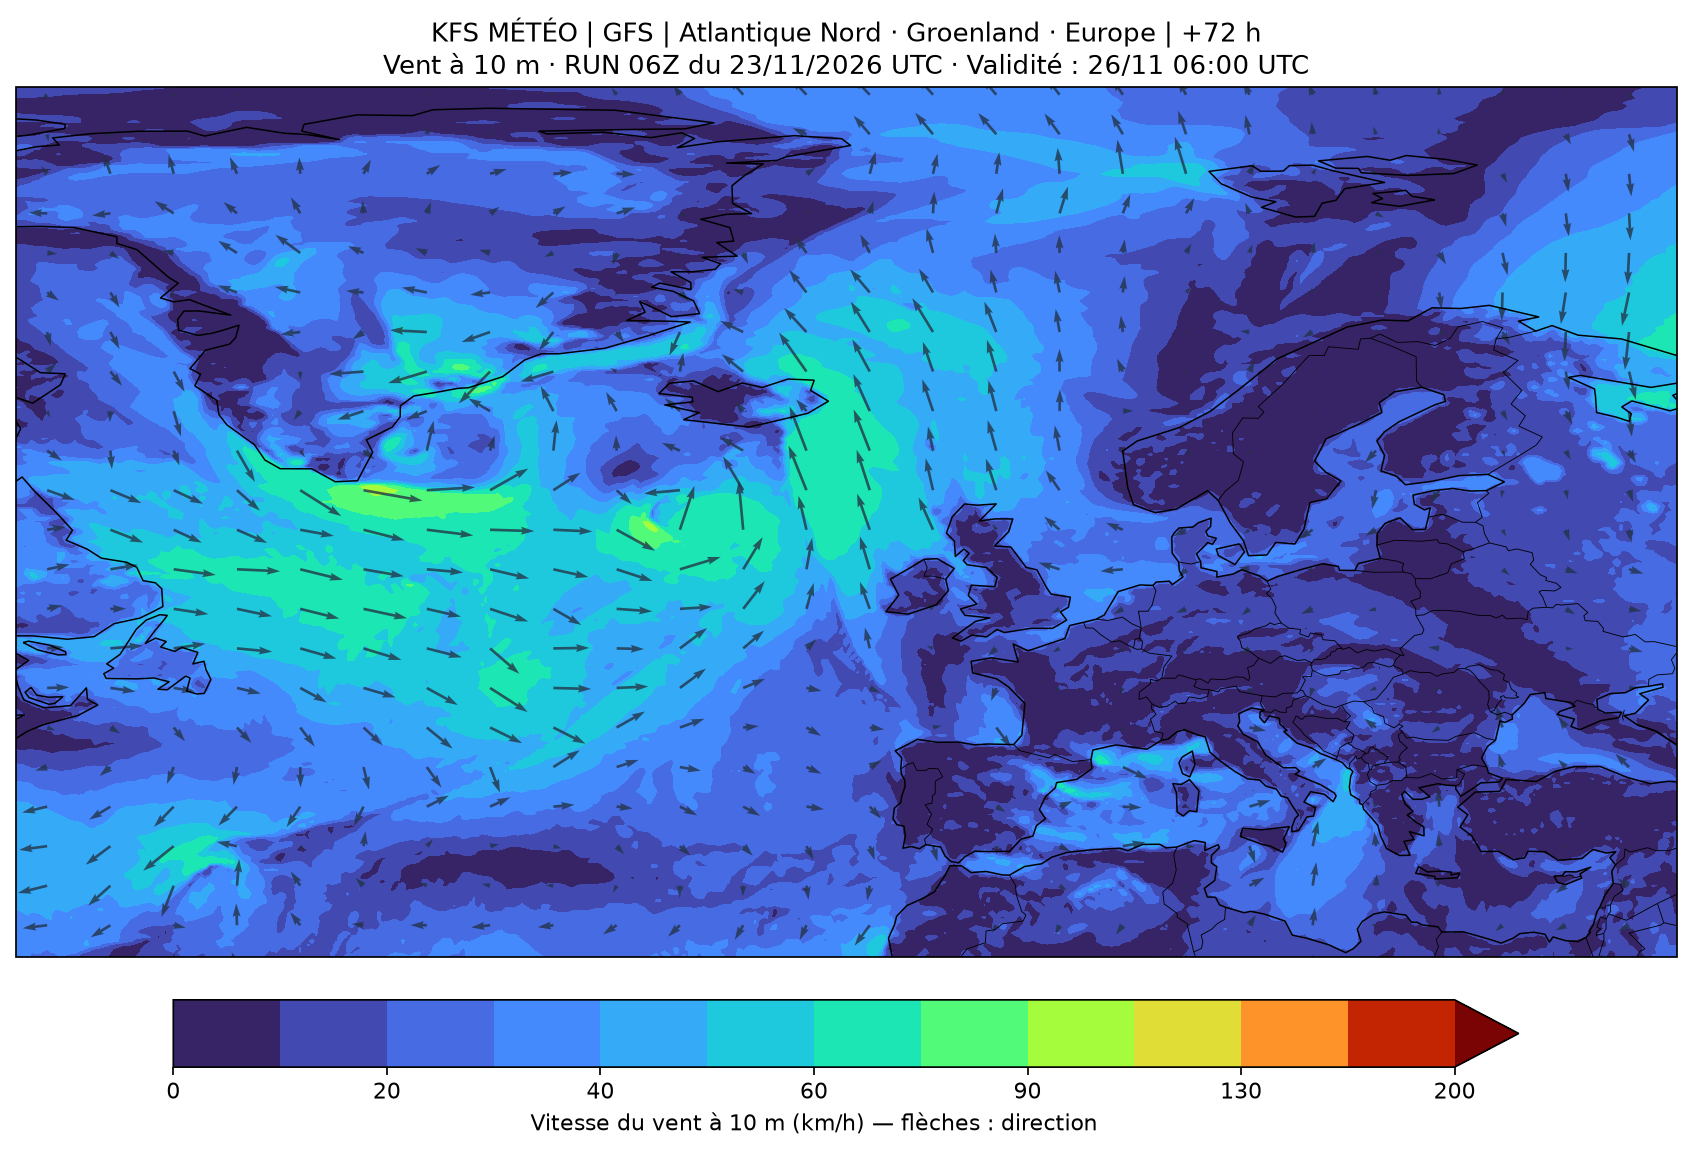 KFS MÉTÉO | GFS | Atlantique Nord · Groenland · Europe | +72 h
Vent à 10 m · RUN 06Z du 23/11/2026 UTC · Validité : 26/11 06:00 UTC
0 20 40 60 90 130 200
Vitesse du vent à 10 m (km/h) — flèches : direction